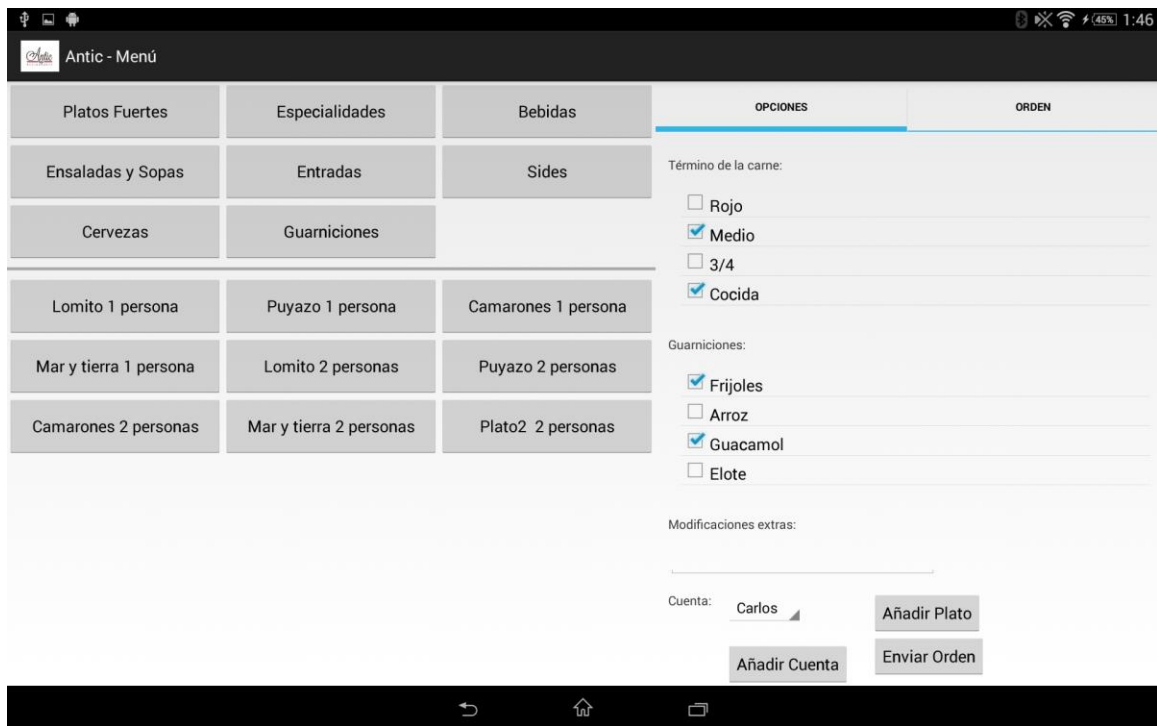 45% 1:46
Antic Antic - Menú
Platos Fuertes Especialidades Bebidas
Ensaladas y Sopas Entradas Sides
Cervezas Guarniciones
Lomito 1 persona Puyazo 1 persona Camarones 1 persona
Mar y tierra 1 persona Lomito 2 personas Puyazo 2 personas
Camarones 2 personas Mar y tierra 2 personas Plato2 2 personas
OPCIONES ORDEN
Término de la carne:
Rojo
Medio
3/4
Cocida
Guarniciones:
Frijoles
Arroz
Guacamol
Elote
Modificaciones extras:
Cuenta: Carlos Añadir Plato
Añadir Cuenta Enviar Orden